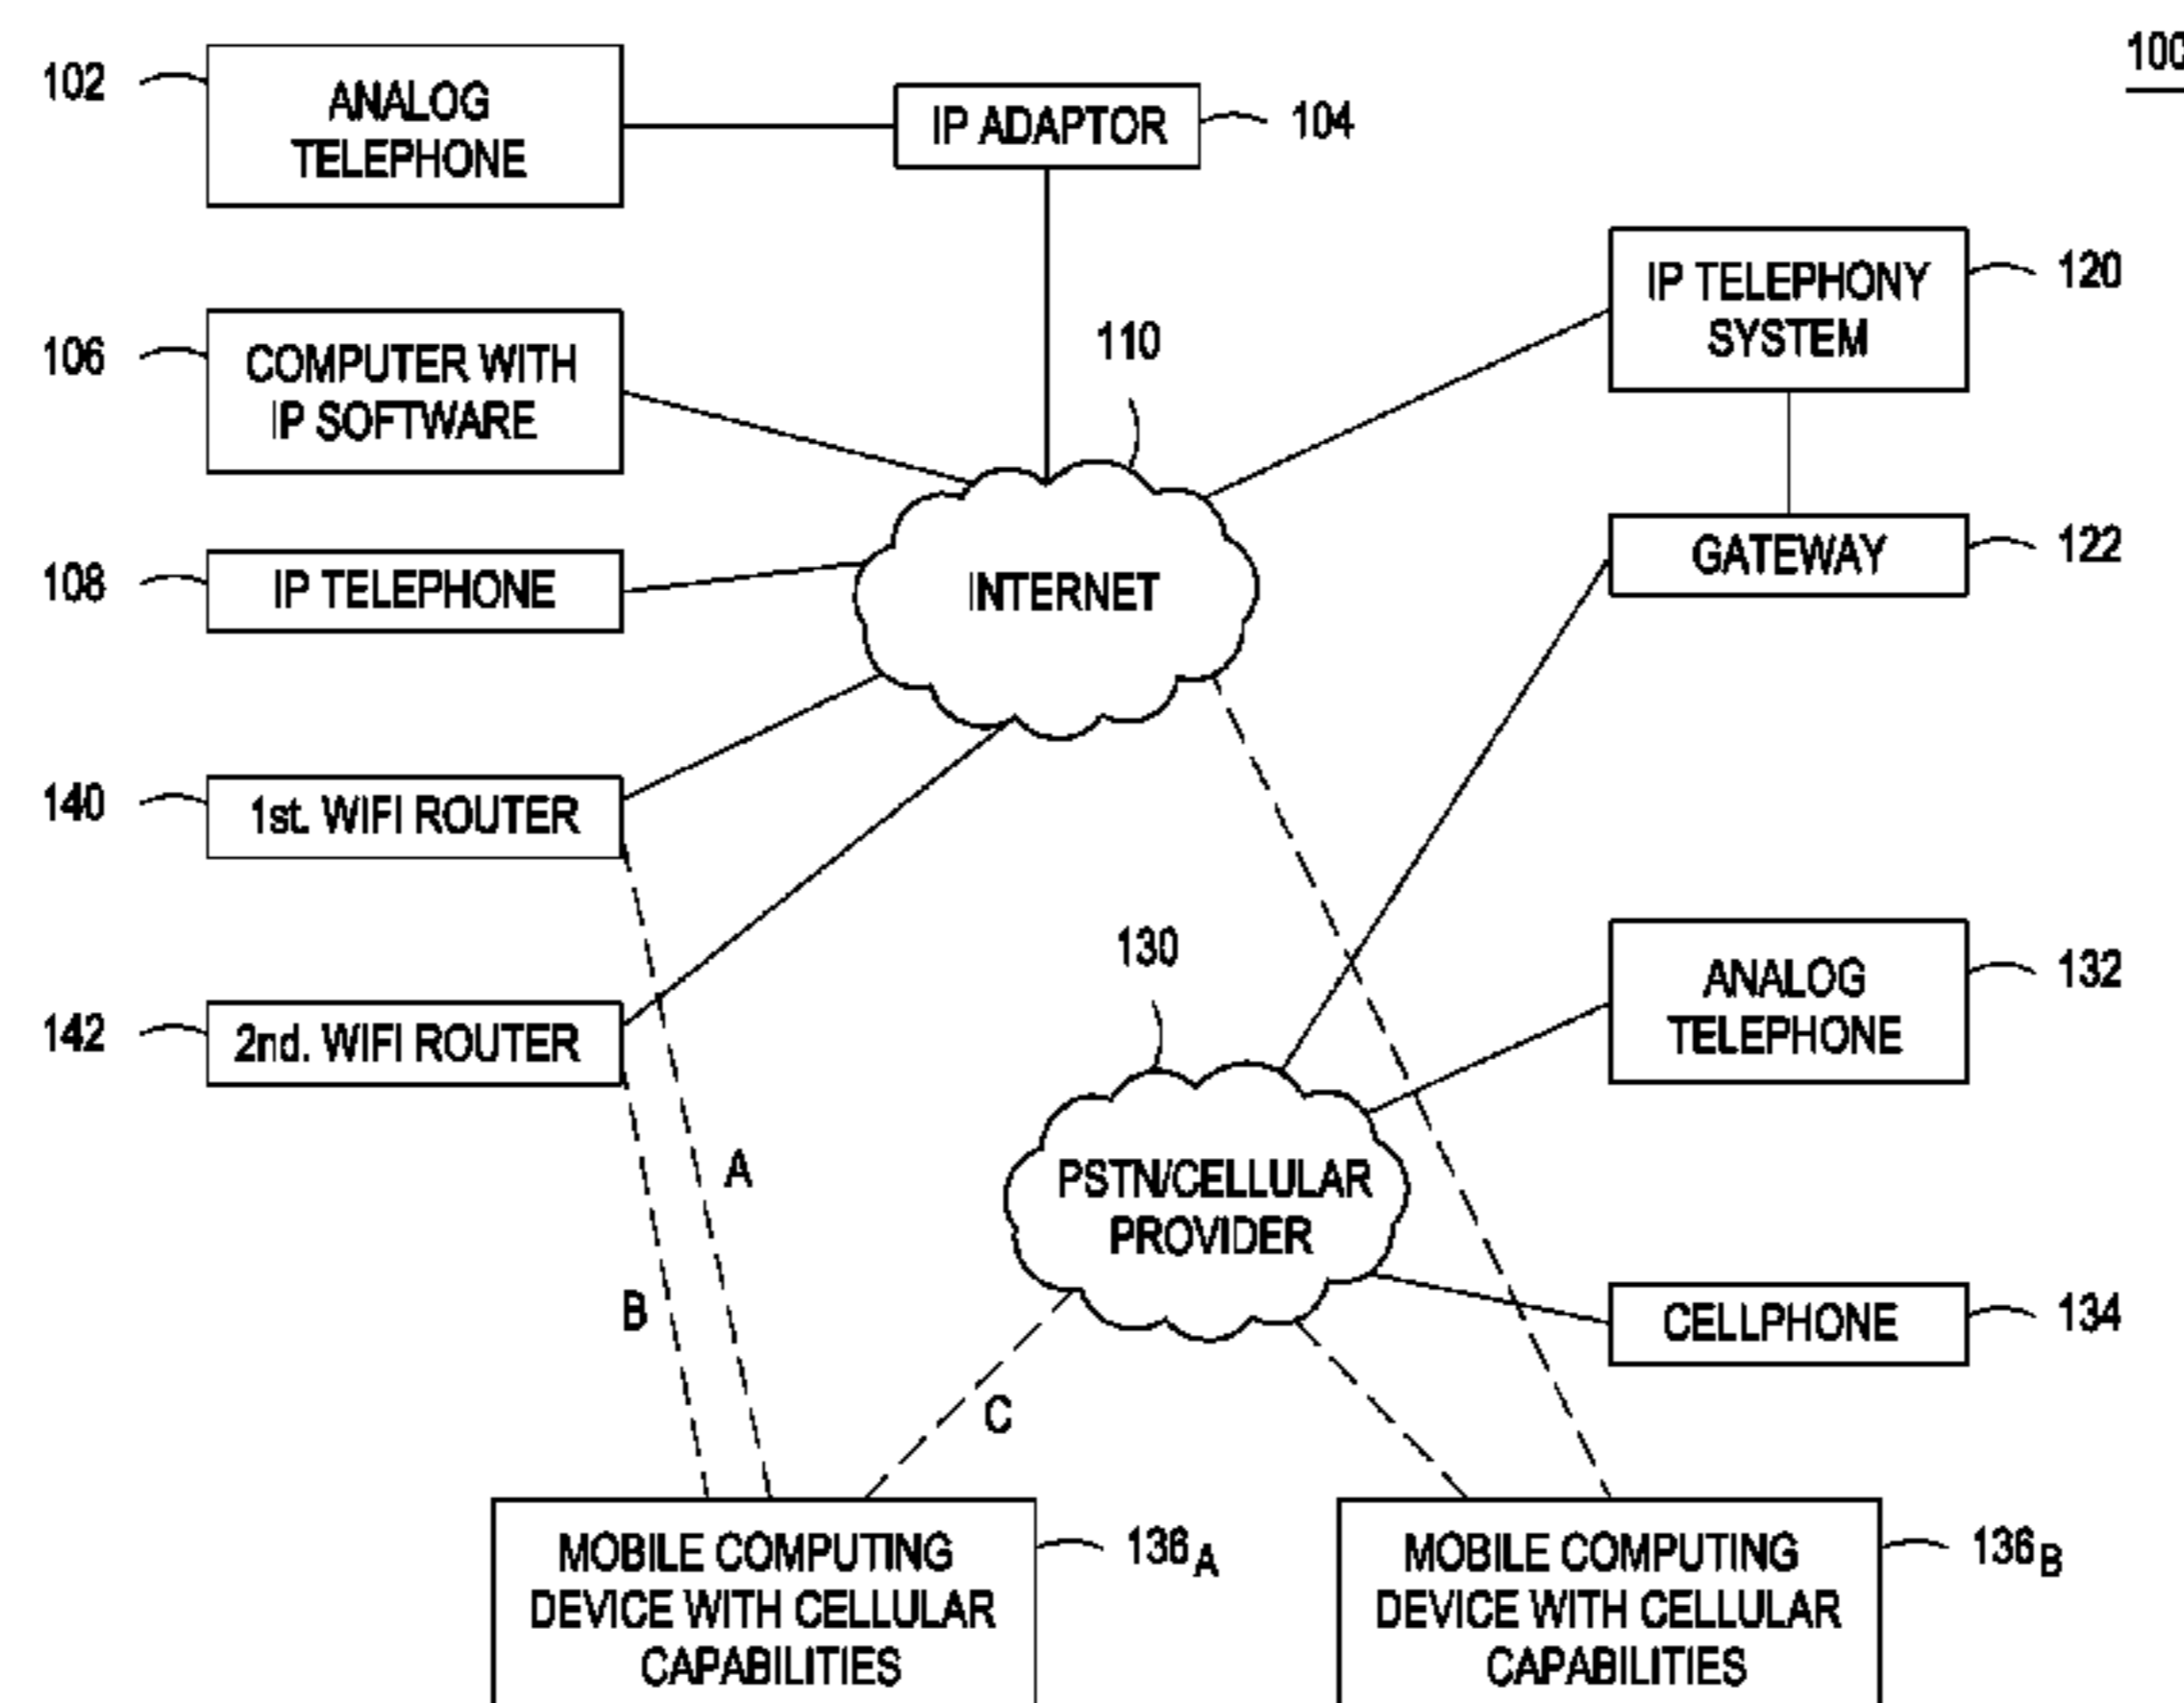 100
102
ANALOG
TELEPHONE
IP ADAPTOR
104
IP TELEPHONY
SYSTEM
120
106
COMPUTER WITH
IP SOFTWARE
110
GATEWAY
122
108
IP TELEPHONE
INTERNET
140
1st. WIFI ROUTER
130
ANALOG
TELEPHONE
132
142
2nd. WIFI ROUTER
A
PSTN/CELLULAR
PROVIDER
B
CELLPHONE
134
C
MOBILE COMPUTING
DEVICE WITH CELLULAR
CAPABILITIES
136A
MOBILE COMPUTING
DEVICE WITH CELLULAR
CAPABILITIES
136B